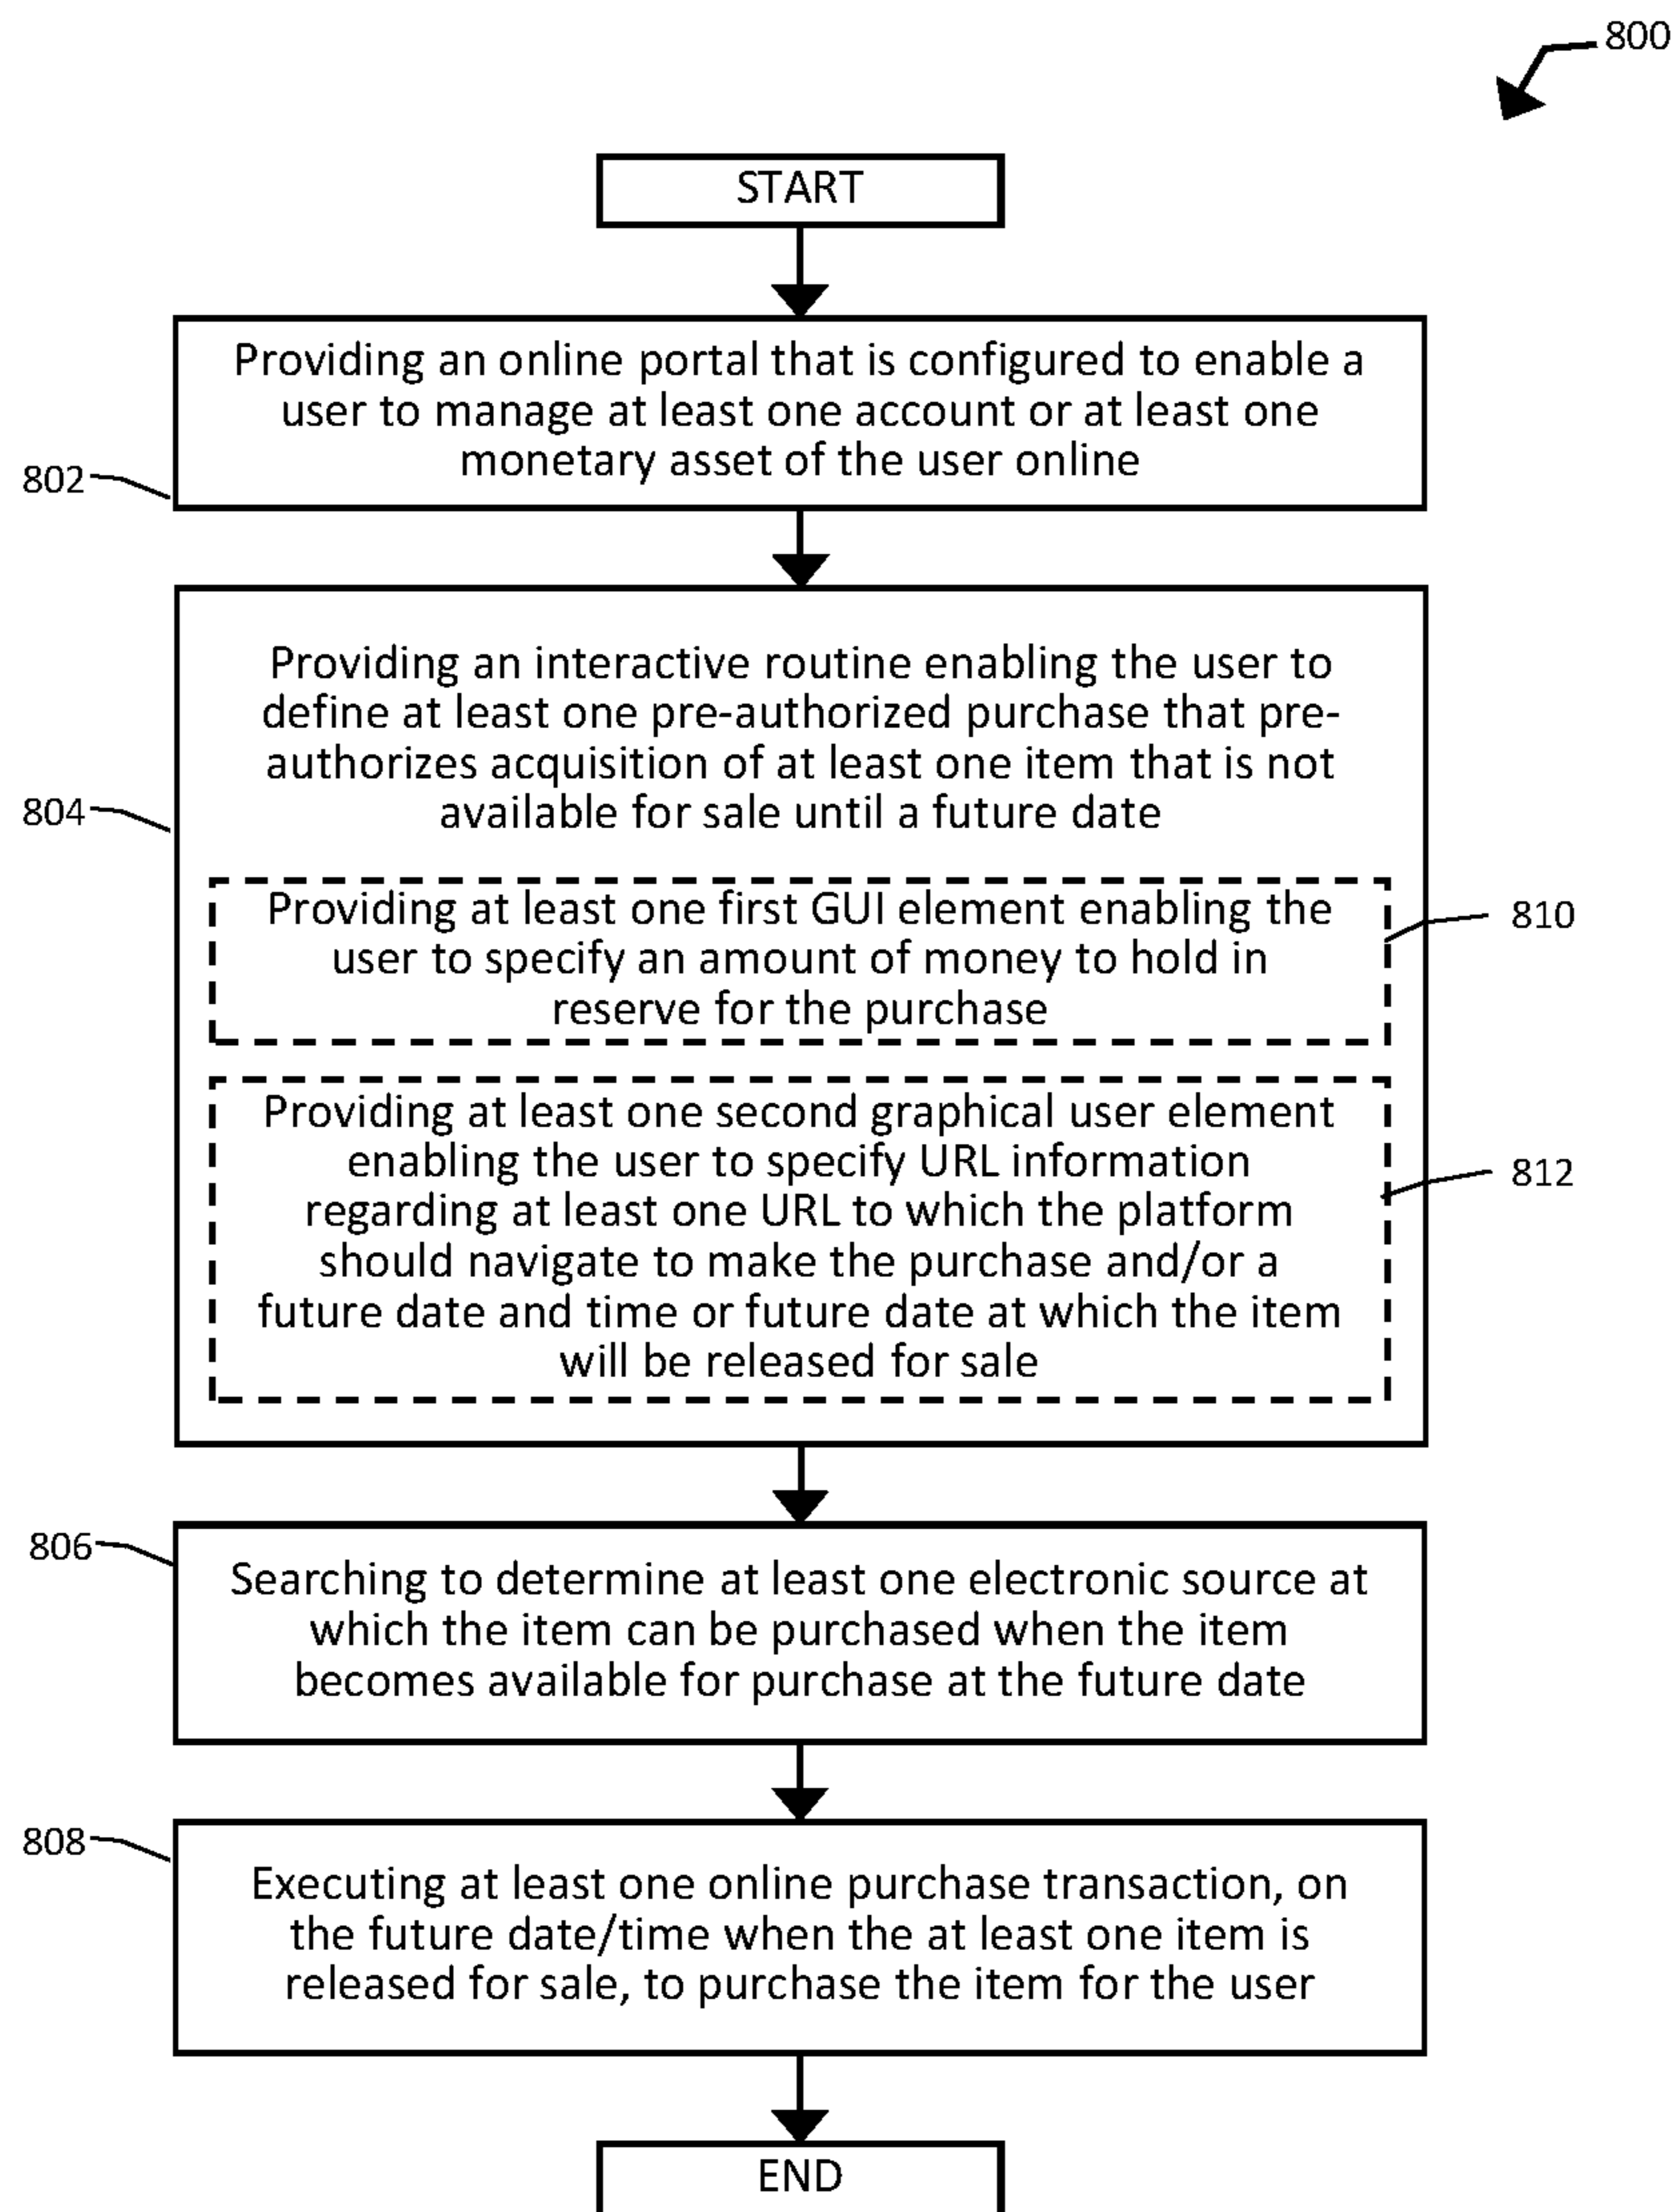 800
START
Providing an online portal that is configured to enable a
user to manage at least one account or at least one
monetary asset of the user online
802
Providing an interactive routine enabling the user to
define at least one pre-authorized purchase that pre-
authorizes acquisition of at least one item that is not
available for sale until a future date
804
Providing at least one first GUI element enabling the
user to specify an amount of money to hold in
reserve for the purchase
810
Providing at least one second graphical user element
enabling the user to specify URL information
regarding at least one URL to which the platform
should navigate to make the purchase and/or a
future date and time or future date at which the item
will be released for sale
812
806
Searching to determine at least one electronic source at
which the item can be purchased when the item
becomes available for purchase at the future date
808
Executing at least one online purchase transaction, on
the future date/time when the at least one item is
released for sale, to purchase the item for the user
END